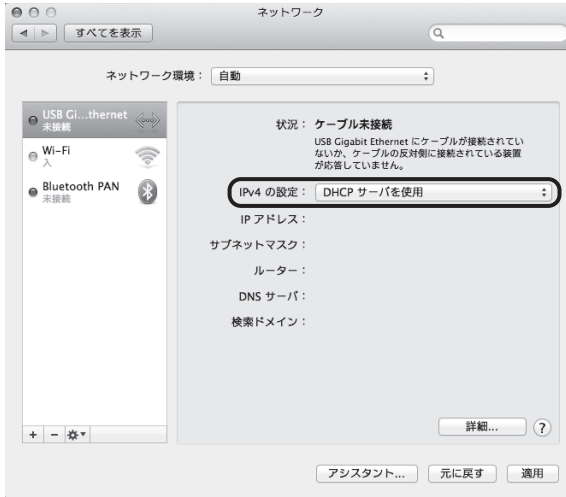 ネットワーク
すべてを表示
ネットワーク環境： 自動
USB Gi...thernet
未接続
Wi-Fi
入
Bluetooth PAN
未接続
状況： ケーブル未接続
USB Gigabit Ethernet にケーブルが接続されてい
ないか、ケーブルの反対側に接続されている装置
が応答していません。
IPv4 の設定： DHCP サーバを使用
IP アドレス：
サブネットマスク：
ルーター：
DNS サーバ：
検索ドメイン：
詳細... ?
+ −
アシスタント... 元に戻す 適用